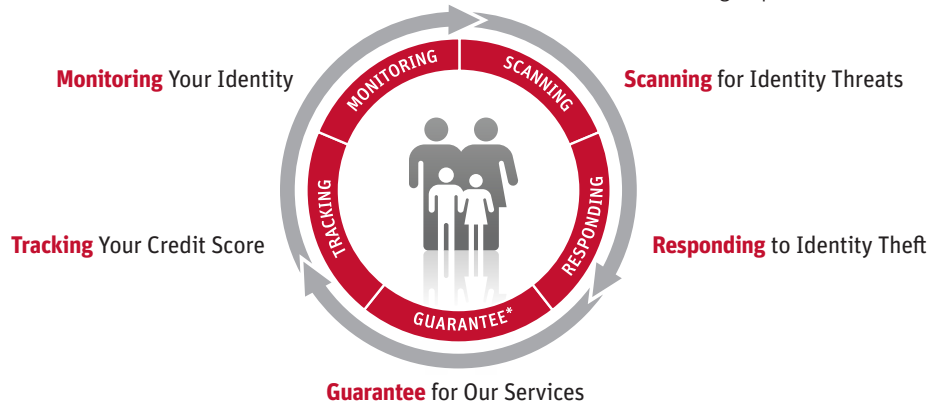 Monitoring Your Identity
Scanning for Identity Threats
MONITORING
SCANNING
TRACKING
RESPONDING
Tracking Your Credit Score
Responding to Identity Theft
GUARANTEE*
Guarantee for Our Services